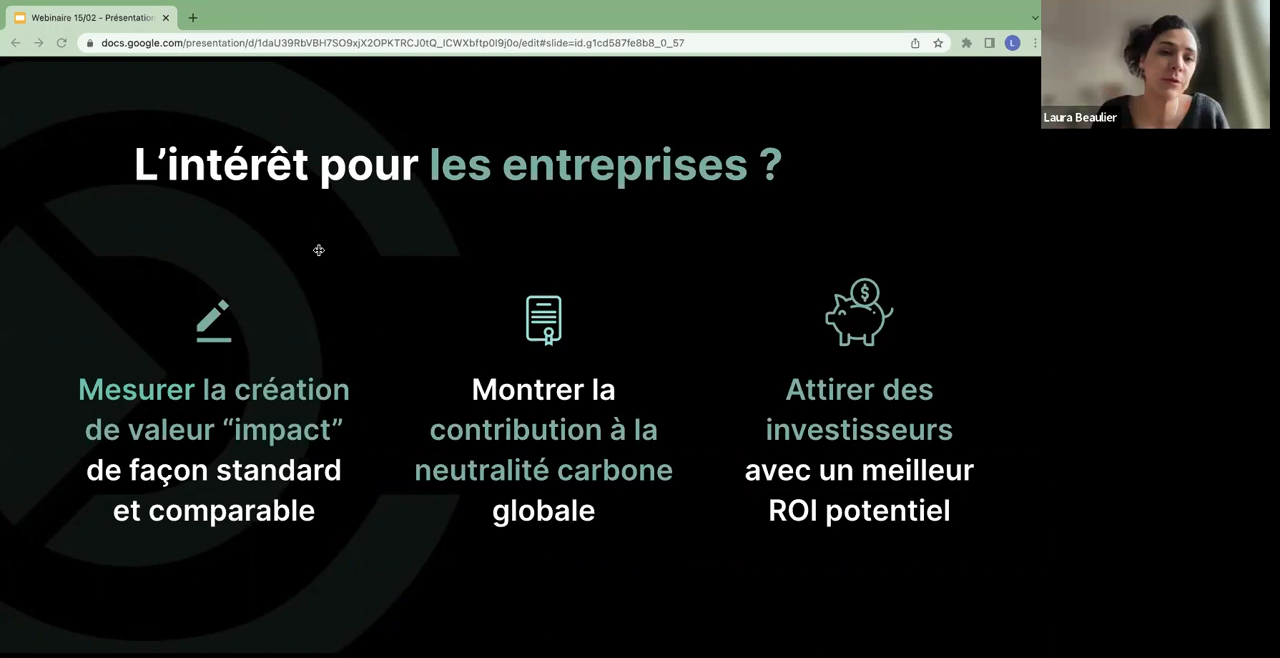 Webinaire 15/02 - Présentation
docs.google.com/presentation/d/1daU39RbVBH7SO9xjX2OPKTRCJ0tQ_ICWXbftp0I9j0o/edit#slide=id.g1cd587fe8b8_0_57
L
Laura Beaulier
L’intérêt pour les entreprises ?
$
Mesurer la création
de valeur “impact”
de façon standard
et comparable
Montrer la
contribution à la
neutralité carbone
globale
Attirer des
investisseurs
avec un meilleur
ROI potentiel